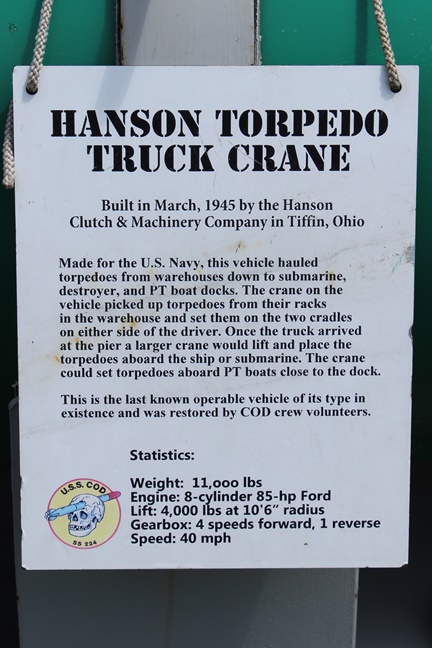 HANSON TORPEDO
TRUCK CRANE
Built in March, 1945 by the Hanson
Clutch & Machinery Company in Tiffin, Ohio
Made for the U.S. Navy, this vehicle hauled
torpedoes from warehouses down to submarine,
destroyer, and PT boat docks. The crane on the
vehicle picked up torpedoes from their racks
in the warehouse and set them on the two cradles
on either side of the driver. Once the truck arrived
at the pier a larger crane would lift and place the
torpedoes aboard the ship or submarine. The crane
could set torpedoes aboard PT boats close to the dock.
This is the last known operable vehicle of its type in
existence and was restored by COD crew volunteers.
Statistics:
Weight: 11,ooo lbs
Engine: 8-cylinder 85-hp Ford
Lift: 4,000 lbs at 10'6" radius
Gearbox: 4 speeds forward, 1 reverse
Speed: 40 mph
U.S.S. COD
SS 224